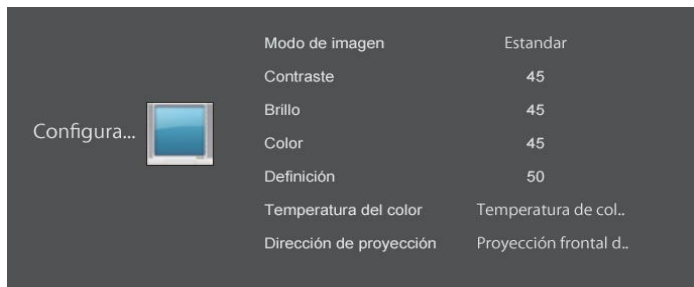 Modo de imagen Estandar
Contraste 45
Brillo 45
Configura...
Color 45
Definición 50
Temperatura del color Temperatura de col..
Dirección de proyección Proyección frontal d..